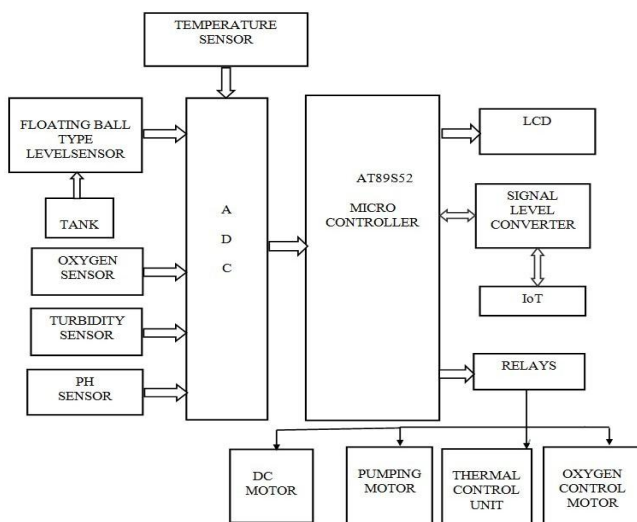 TEMPERATURE
SENSOR
FLOATING BALL
TYPE
LEVELSENSOR
TANK
OXYGEN
SENSOR
TURBIDITY
SENSOR
PH
SENSOR
A
D
C
AT89S52
MICRO
CONTROLLER
LCD
SIGNAL
LEVEL
CONVERTER
IoT
RELAYS
DC
MOTOR
PUMPING
MOTOR
THERMAL
CONTROL
UNIT
OXYGEN
CONTROL
MOTOR